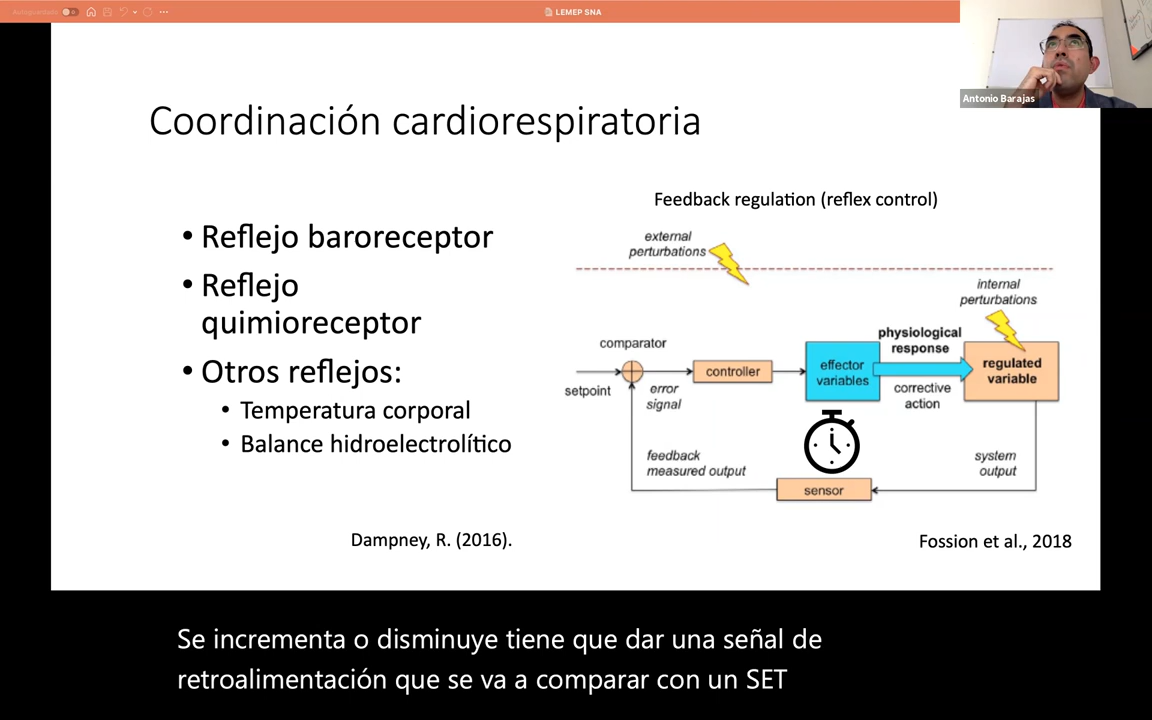 Autoguardado
LEMEP SNA
Antonio Barajas
Coordinación cardiorespiratoria
• Reflejo baroreceptor
• Reflejo
quimioreceptor
• Otros reflejos:
• Temperatura corporal
• Balance hidroelectrolítico
Dampney, R. (2016).
Feedback regulation (reflex control)
external
perturbations
internal
perturbations
comparator
setpoint
error
signal
controller
effector
variables
physiological
response
corrective
action
regulated
variable
feedback
measured output
system
output
sensor
Fossion et al., 2018
Se incrementa o disminuye tiene que dar una señal de
retroalimentación que se va a comparar con un SET